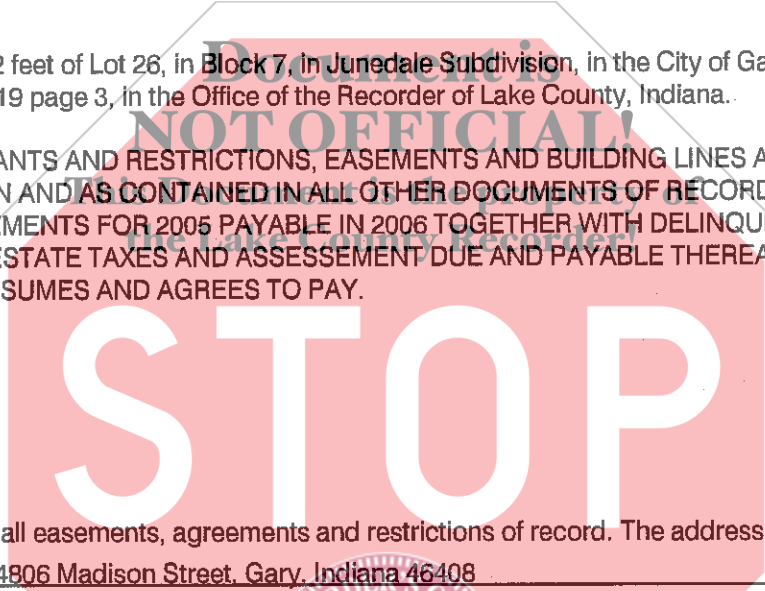 2 feet of Lot 26, in Block 7, in Junedale Subdivision, in the City of Ga
19 page 3, in the Office of the Recorder of Lake County, Indiana.
ANTS AND RESTRICTIONS, EASEMENTS AND BUILDING LINES A
N AND AS CONTAINED IN ALL OTHER DOCUMENTS OF RECORD
EMENTS FOR 2005 PAYABLE IN 2006 TOGETHER WITH DELINQU
ESTATE TAXES AND ASSESSEMENT DUE AND PAYABLE THEREA
SUMES AND AGREES TO PAY.
Document is
NOT OFFICIAL!
This Document is the property of
the Lake County Recorder!
STOP
all easements, agreements and restrictions of record. The address
4806 Madison Street, Gary, Indiana 46408